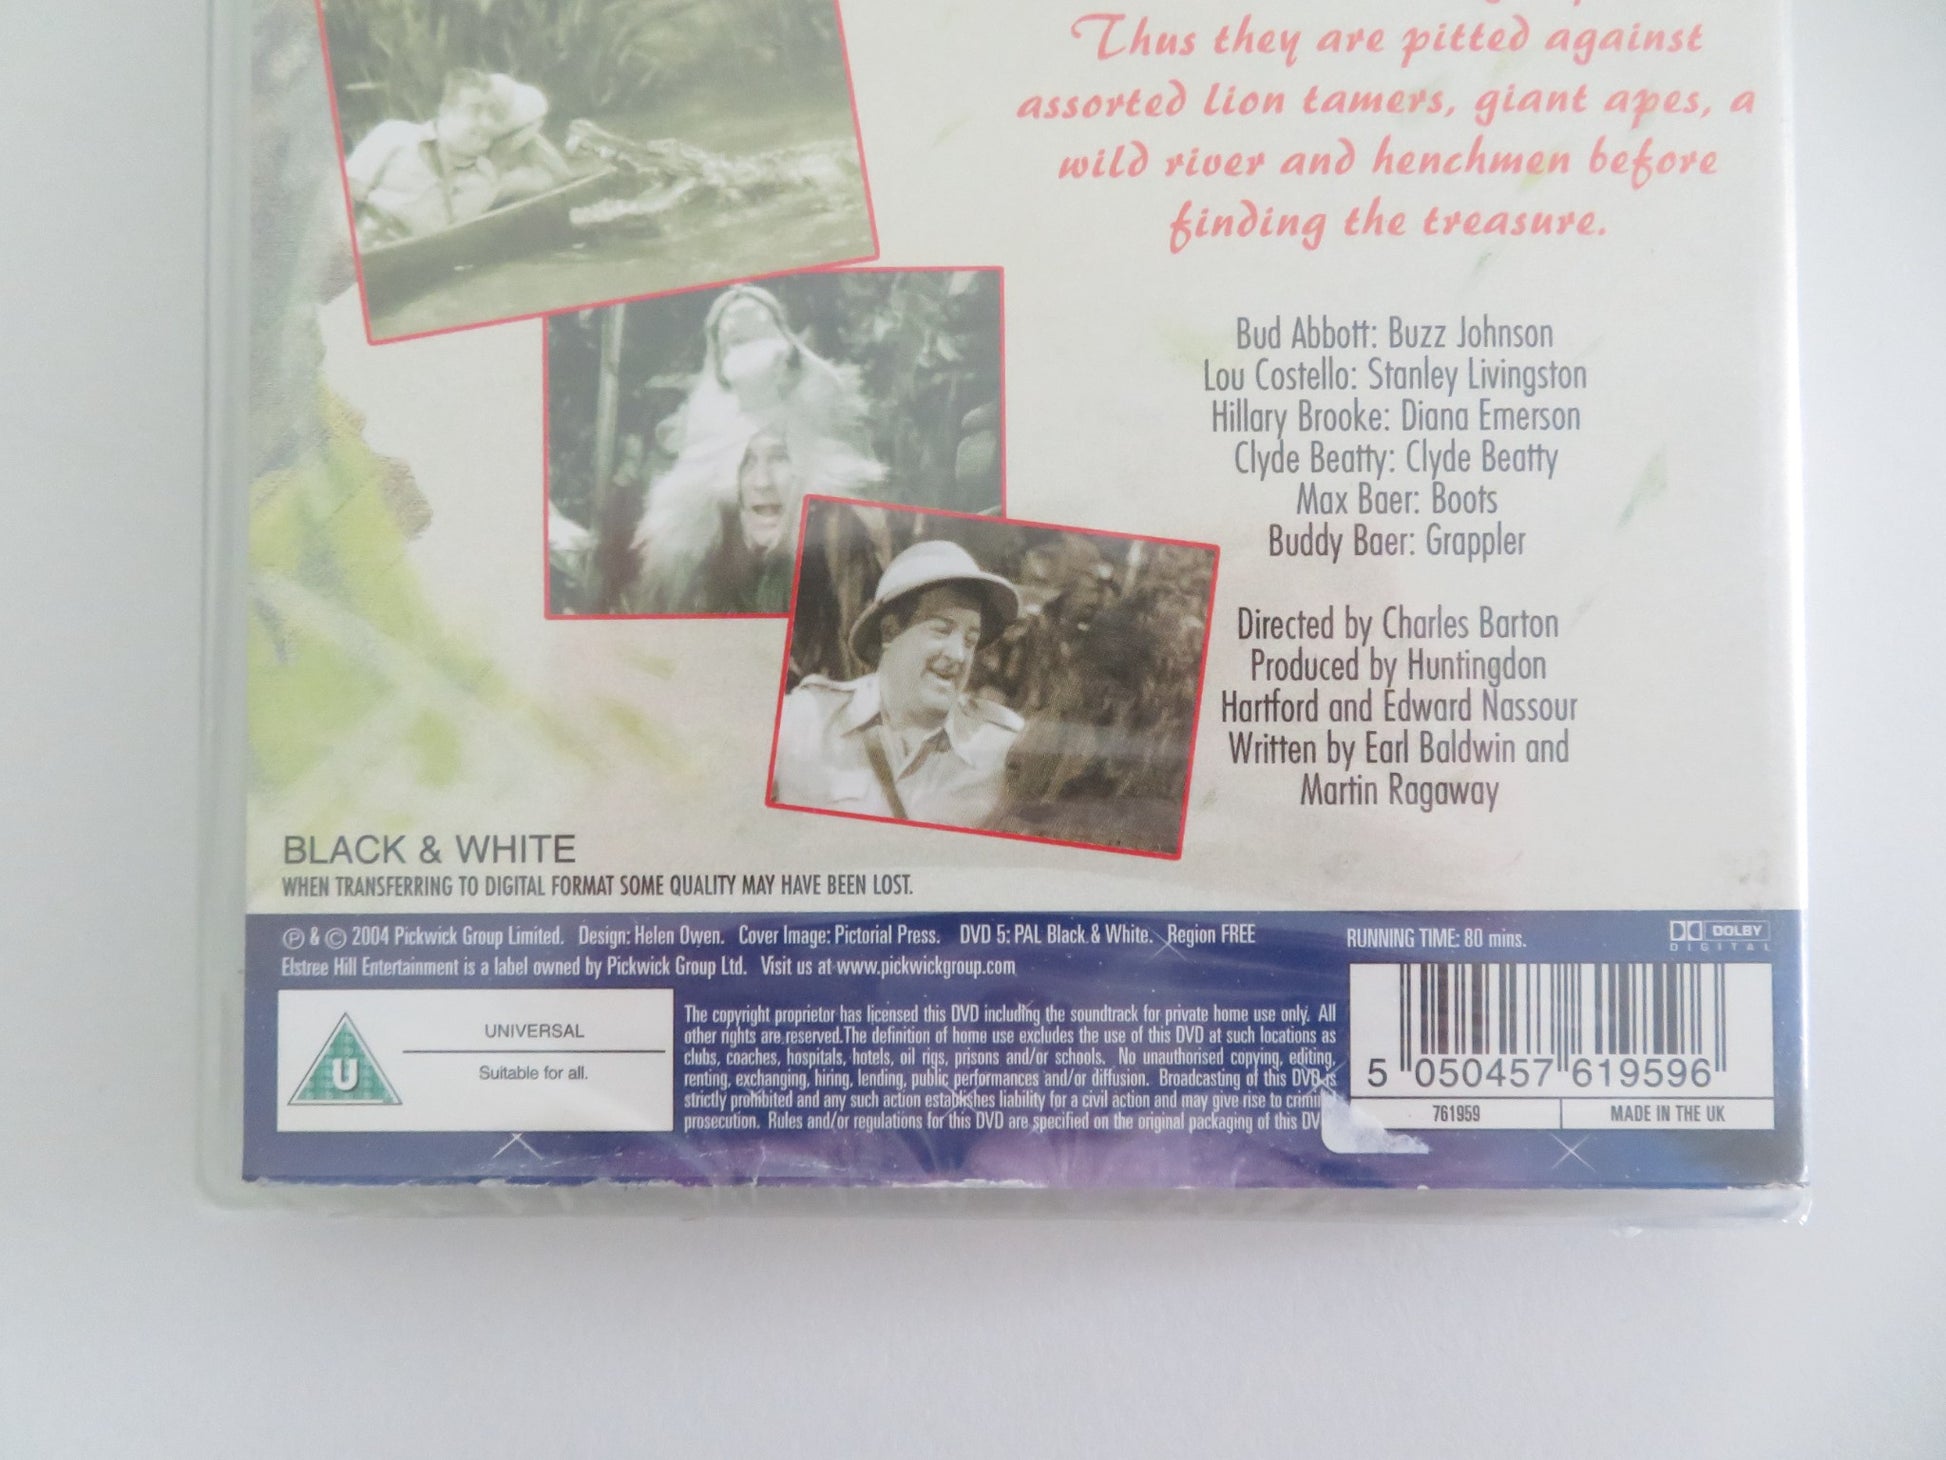 Thus they are pitted against
assorted lion tamers, giant apes, a
wild river and henchmen before
finding the treasure.
Bud Abbott: Buzz Johnson
Lou Costello: Stanley Livingston
Hillary Brooke: Diana Emerson
Clyde Beatty: Clyde Beatty
Max Baer: Boots
Buddy Baer: Grappler
Directed by Charles Barton
Produced by Huntingdon
Hartford and Edward Nassour
Written by Earl Baldwin and
Martin Ragaway
BLACK & WHITE
WHEN TRANSFERRING TO DIGITAL FORMAT SOME QUALITY MAY HAVE BEEN LOST.
℗ & © 2004 Pickwick Group Limited. Design: Helen Owen. Cover Image: Pictorial Press. DVD 5: PAL Black & White. Region FREE
Elstree Hill Entertainment is a label owned by Pickwick Group Ltd. Visit us at www.pickwickgroup.com
RUNNING TIME: 80 mins.
DOLBY
DIGITAL
U
UNIVERSAL
Suitable for all.
The copyright proprietor has licensed this DVD including the soundtrack for private home use only. All
other rights are reserved.The definition of home use excludes the use of this DVD at such locations as
clubs, coaches, hospitals, hotels, oil rigs, prisons and/or schools. No unauthorised copying, editing,
renting, exchanging, hiring, lending, public performances and/or diffusion. Broadcasting of this DVD is
strictly prohibited and any such action establishes liability for a civil action and may give rise to crimin
prosecution. Rules and/or regulations for this DVD are specified on the original packaging of this DV
5 050457 619596
761959
MADE IN THE UK